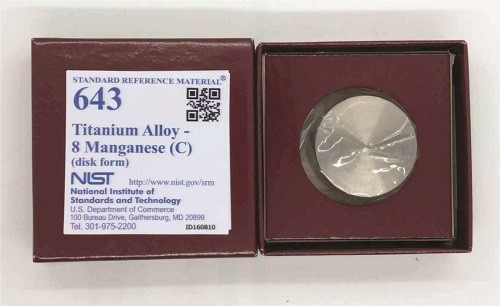 STANDARD REFERENCE MATERIAL®
643
Titanium Alloy -
8 Manganese (C)
(disk form)
NIST http://www.nist.gov/srm
National Institute of
Standards and Technology
U.S. Department of Commerce
100 Bureau Drive, Gaithersburg, MD 20899
Tel. 301-975-2200 ID160810